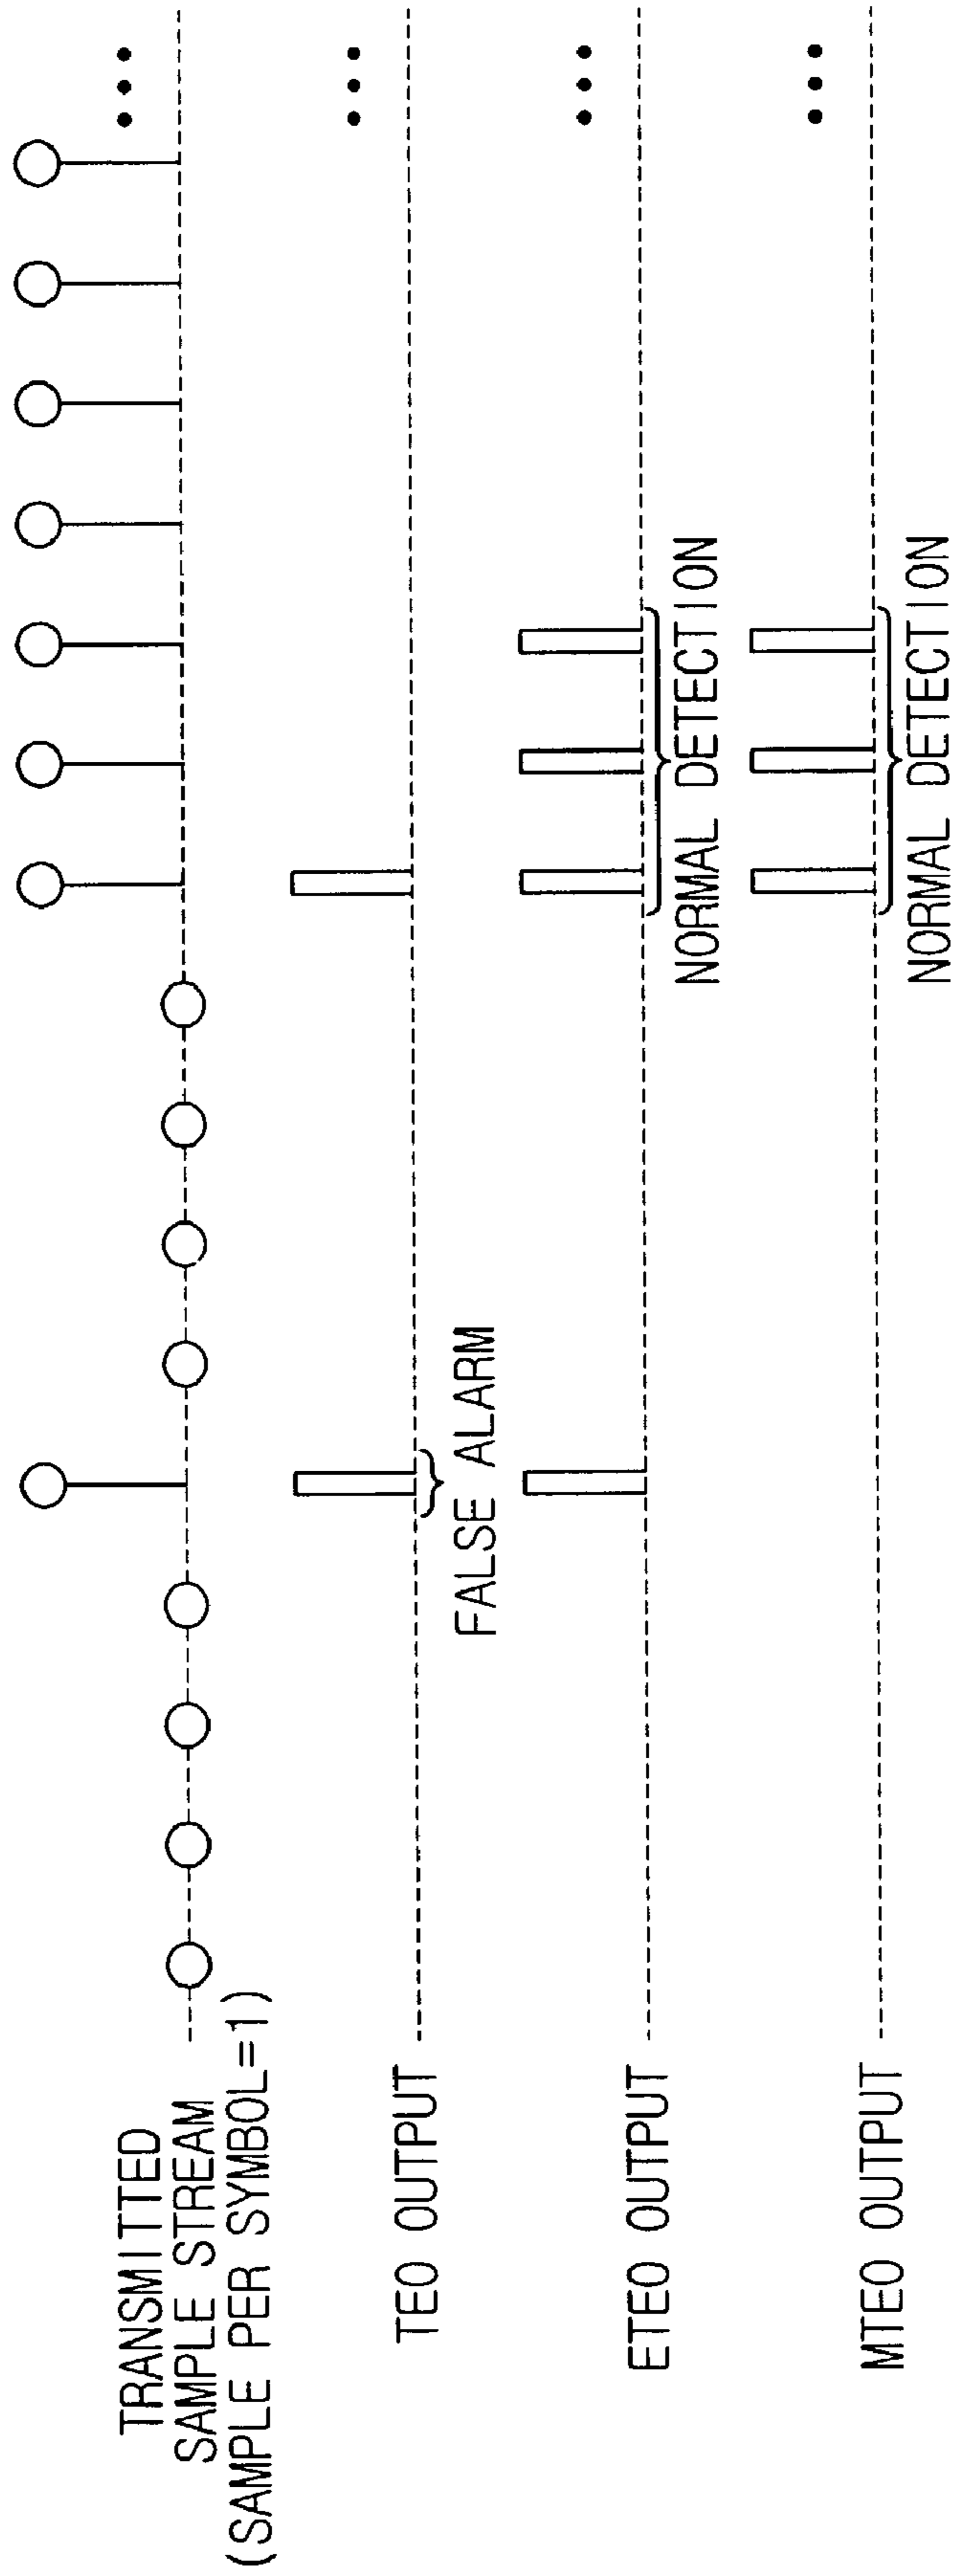 TRANSMITTED
SAMPLE STREAM
(SAMPLE PER SYMBOL=1)
TEO OUTPUT
FALSE ALARM
ETEO OUTPUT
NORMAL DETECTION
MTEO OUTPUT
NORMAL DETECTION